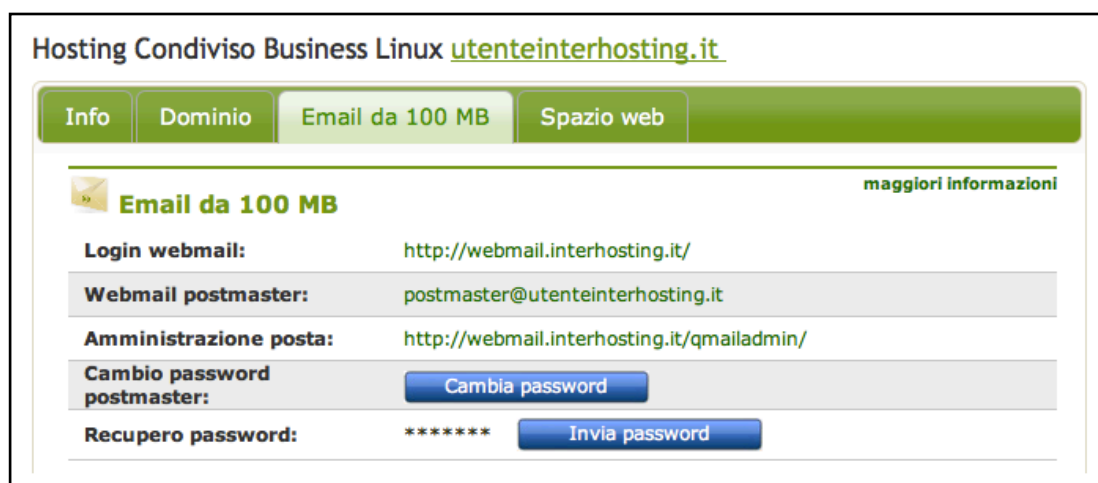 Hosting Condiviso Business Linux utenteinterhosting.it
Info Dominio Email da 100 MB Spazio web
maggiori informazioni
Email da 100 MB
Login webmail: http://webmail.interhosting.it/
Webmail postmaster: postmaster@utenteinterhosting.it
Amministrazione posta: http://webmail.interhosting.it/qmailadmin/
Cambio password
postmaster: Cambia password
Recupero password: ******* Invia password